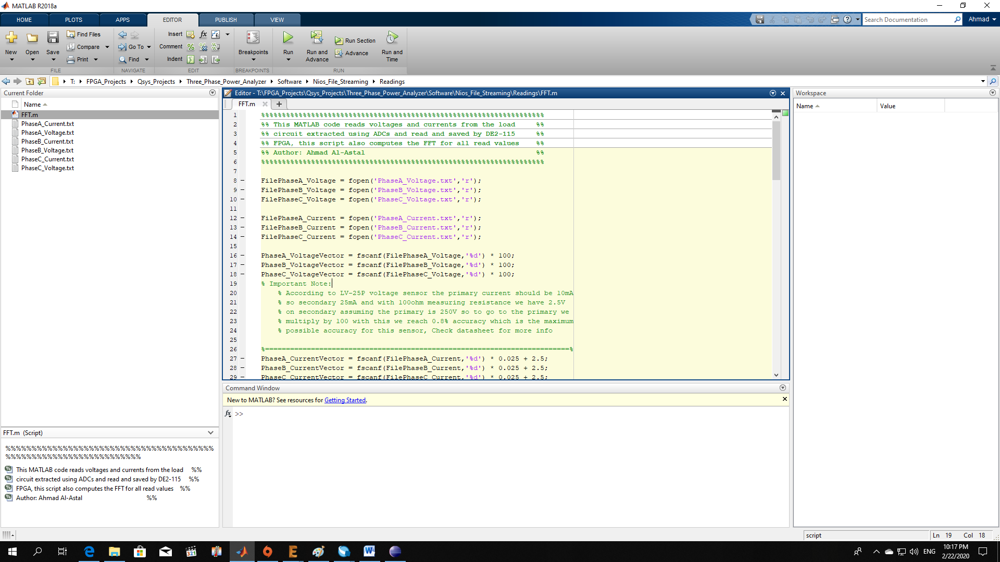 MATLAB R2018a
HOME PLOTS APPS EDITOR PUBLISH VIEW
Search Documentation
Ahmad
New
Open
Save
Find Files
Compare
Print
FILE
Go To
Find
NAVIGATE
Insert
fx
Comment
Indent
EDIT
Breakpoints
BREAKPOINTS
Run
Run and Advance
Run Section
Advance
Run and Time
RUN
T: FPGA_Projects Qsys_Projects Three_Phase_Power_Analyzer Software Nios_File_Streaming Readings
Current Folder
Name
FFT.m
PhaseA_Current.txt
PhaseA_Voltage.txt
PhaseB_Current.txt
PhaseB_Voltage.txt
PhaseC_Current.txt
PhaseC_Voltage.txt
FFT.m (Script)
%%%%%%%%%%%%%%%%%%%%%%%%%%%%%%%%%%%%%%%%
%%%%%%%%%%%%%%%%%%%%%%%%%%
This MATLAB code reads voltages and currents from the load %%
circuit extracted using ADCs and read and saved by DE2-115 %%
FPGA, this script also computes the FFT for all read values %%
Author: Ahmad Al-Astal %%
Editor - T:\FPGA_Projects\Qsys_Projects\Three_Phase_Power_Analyzer\Software\Nios_File_Streaming\Readings\FFT.m
FFT.m
1 %%%%%%%%%%%%%%%%%%%%%%%%%%%%%%%%%%%%%%%%%%%%%%%%%%%%%%%%%%%%%%%%%%%%
2 %% This MATLAB code reads voltages and currents from the load %%
3 %% circuit extracted using ADCs and read and saved by DE2-115 %%
4 %% FPGA, this script also computes the FFT for all read values %%
5 %% Author: Ahmad Al-Astal %%
6 %%%%%%%%%%%%%%%%%%%%%%%%%%%%%%%%%%%%%%%%%%%%%%%%%%%%%%%%%%%%%%%%%%%%
7
8 – FilePhaseA_Voltage = fopen('PhaseA_Voltage.txt','r');
9 – FilePhaseB_Voltage = fopen('PhaseB_Voltage.txt','r');
10 – FilePhaseC_Voltage = fopen('PhaseC_Voltage.txt','r');
11
12 – FilePhaseA_Current = fopen('PhaseA_Current.txt','r');
13 – FilePhaseB_Current = fopen('PhaseB_Current.txt','r');
14 – FilePhaseC_Current = fopen('PhaseC_Current.txt','r');
15
16 – PhaseA_VoltageVector = fscanf(FilePhaseA_Voltage,'%d') * 100;
17 – PhaseB_VoltageVector = fscanf(FilePhaseB_Voltage,'%d') * 100;
18 – PhaseC_VoltageVector = fscanf(FilePhaseC_Voltage,'%d') * 100;
19 % Important Note:
20 % According to LV-25P voltage sensor the primary current should be 10mA
21 % so secondary 25mA and with 100ohm measuring resistance we have 2.5V
22 % on secondary assuming the primary is 250V so to go to the primary we
23 % multiply by 100 with this we reach 0.8% accuracy which is the maximum
24 % possible accuracy for this sensor, Check datasheet for more info
25
26 %=========================================================================%
27 – PhaseA_CurrentVector = fscanf(FilePhaseA_Current,'%d') * 0.025 + 2.5;
28 – PhaseB_CurrentVector = fscanf(FilePhaseB_Current,'%d') * 0.025 + 2.5;
29 – PhaseC_CurrentVector = fscanf(FilePhaseC_Current,'%d') * 0.025 + 2.5;
Command Window
New to MATLAB? See resources for Getting Started.
fx >>
Workspace
Name Value
script
Ln 19 Col 18
321
ENG
10:17 PM
2/22/2020